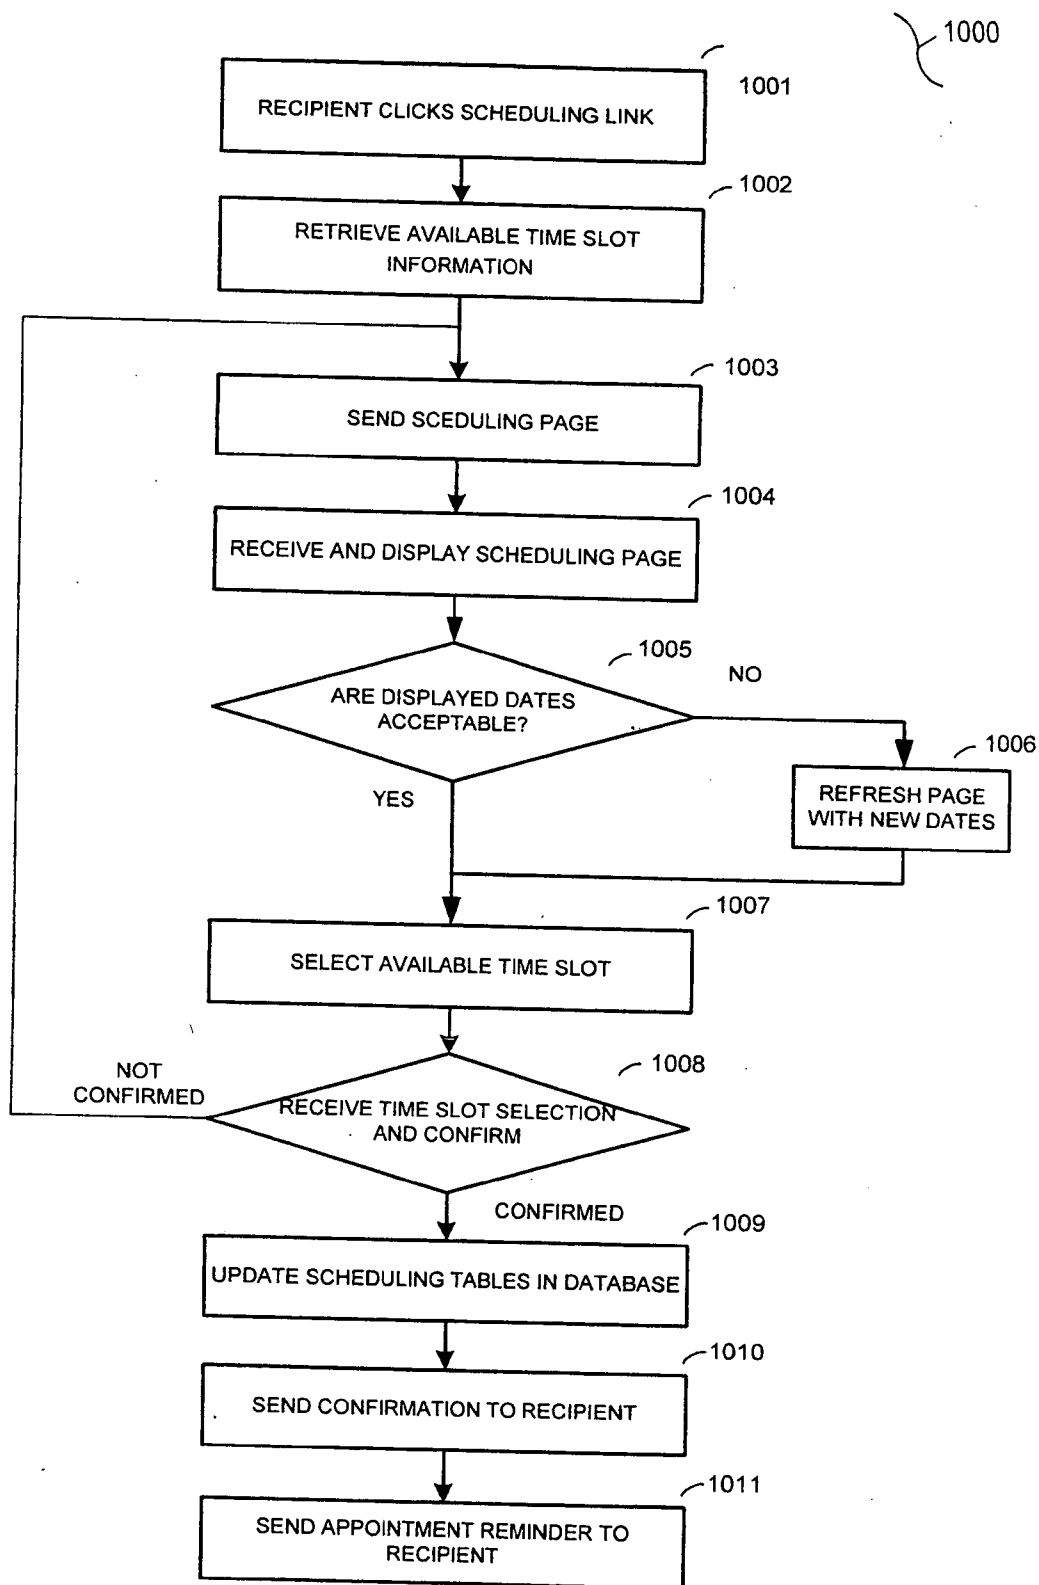 1000
1001
RECIPIENT CLICKS SCHEDULING LINK
1002
RETRIEVE AVAILABLE TIME SLOT
INFORMATION
1003
SEND SCEDULING PAGE
1004
RECEIVE AND DISPLAY SCHEDULING PAGE
1005
NO
ARE DISPLAYED DATES
ACCEPTABLE?
1006
YES
REFRESH PAGE
WITH NEW DATES
1007
SELECT AVAILABLE TIME SLOT
1008
NOT
CONFIRMED
RECEIVE TIME SLOT SELECTION
AND CONFIRM
CONFIRMED
1009
UPDATE SCHEDULING TABLES IN DATABASE
1010
SEND CONFIRMATION TO RECIPIENT
1011
SEND APPOINTMENT REMINDER TO
RECIPIENT